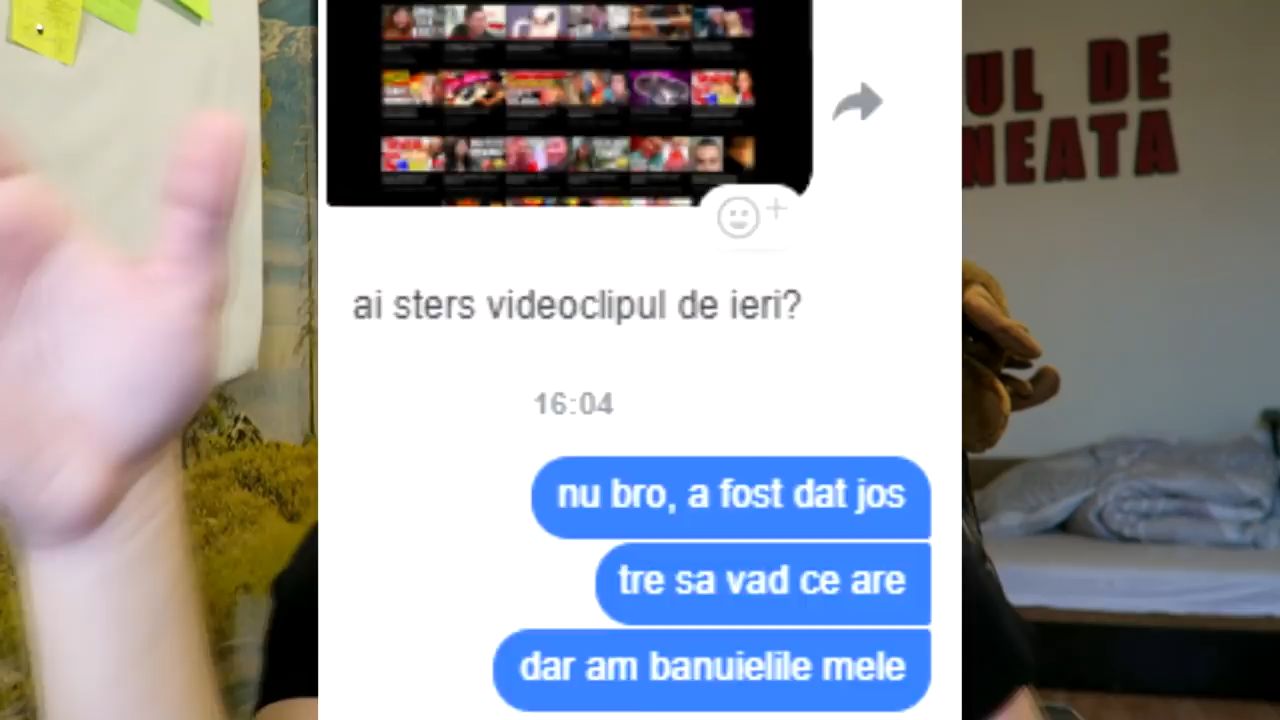 UL DE
NEATA
ai sters videoclipul de ieri?
16:04
nu bro, a fost dat jos
tre sa vad ce are
dar am banuielile mele